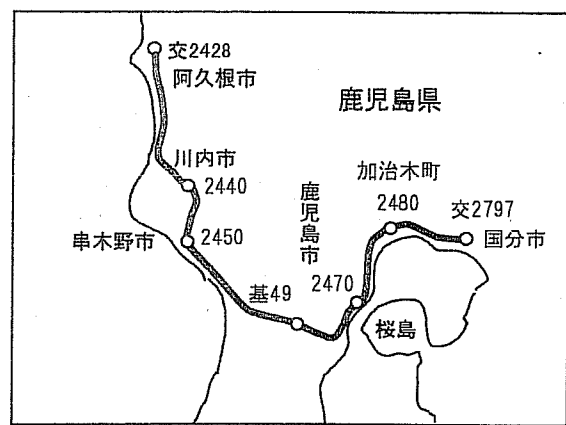 交2428
阿久根市
鹿児島県
川内市
2440
加治木町
2480
鹿児島市
交2797
国分市
串木野市
2450
基49
2470
桜島